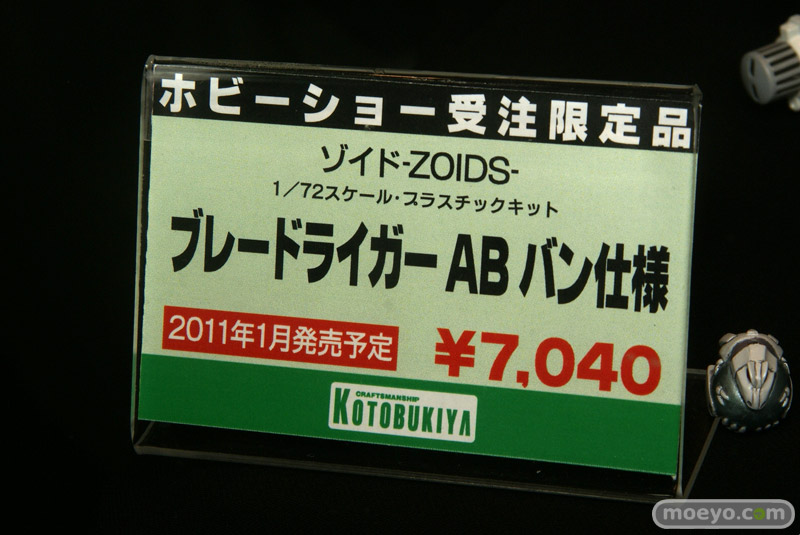 ホビーショー受注限定品
ゾイド-ZOIDS-
1／72スケール・プラスチックキット
ブレードライガーAB バン仕様
2011年1月発売予定 ¥7,040
CRAFTSMANSHIP
KOTOBUKIYA
moeyo.com